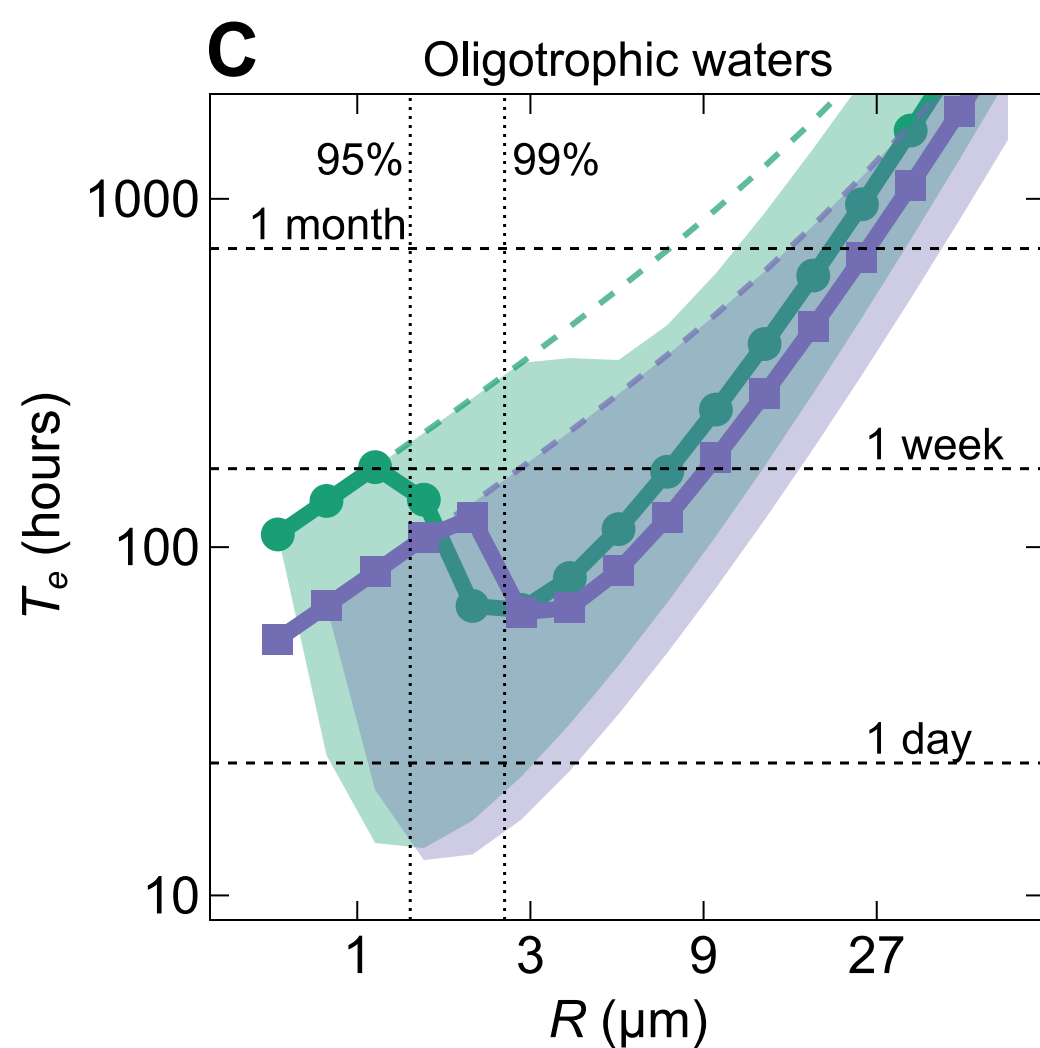 C
Oligotrophic waters
95%
99%
1000
1 month
1 week
100
1 day
10
1
3
9
27
T_e (hours)
R (μm)